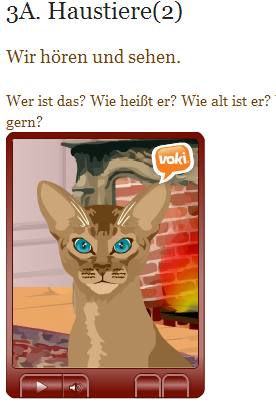 3A. Haustiere(2)
Wir hören und sehen.
Wer ist das? Wie heißt er? Wie alt ist er?
gern?
voki